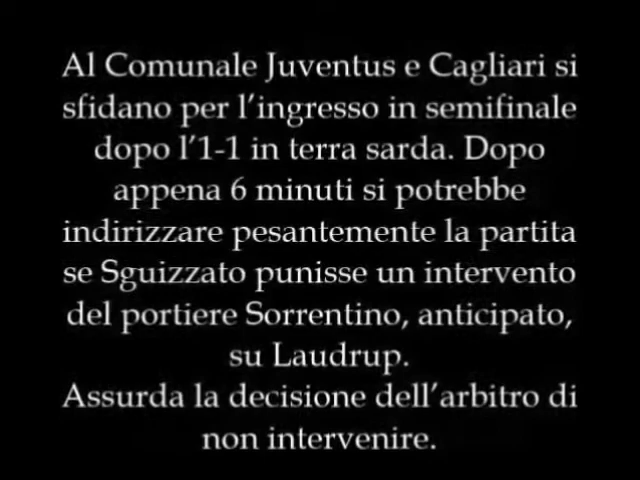 Al Comunale Juventus e Cagliari si
sfidano per l'ingresso in semifinale
dopo l'1-1 in terra sarda. Dopo
appena 6 minuti si potrebbe
indirizzare pesantemente la partita
se Sguizzato punisse un intervento
del portiere Sorrentino, anticipato,
su Laudrup.
Assurda la decisione dell'arbitro di
non intervenire.